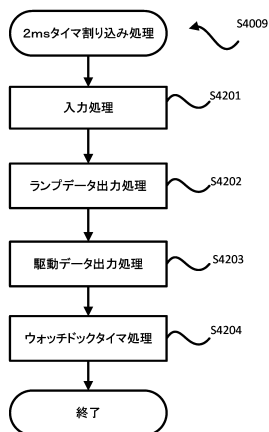 2msタイマ割り込み処理
S4009
入力処理
S4201
ランプデータ出力処理
S4202
駆動データ出力処理
S4203
ウォッチドックタイマ処理
S4204
終了